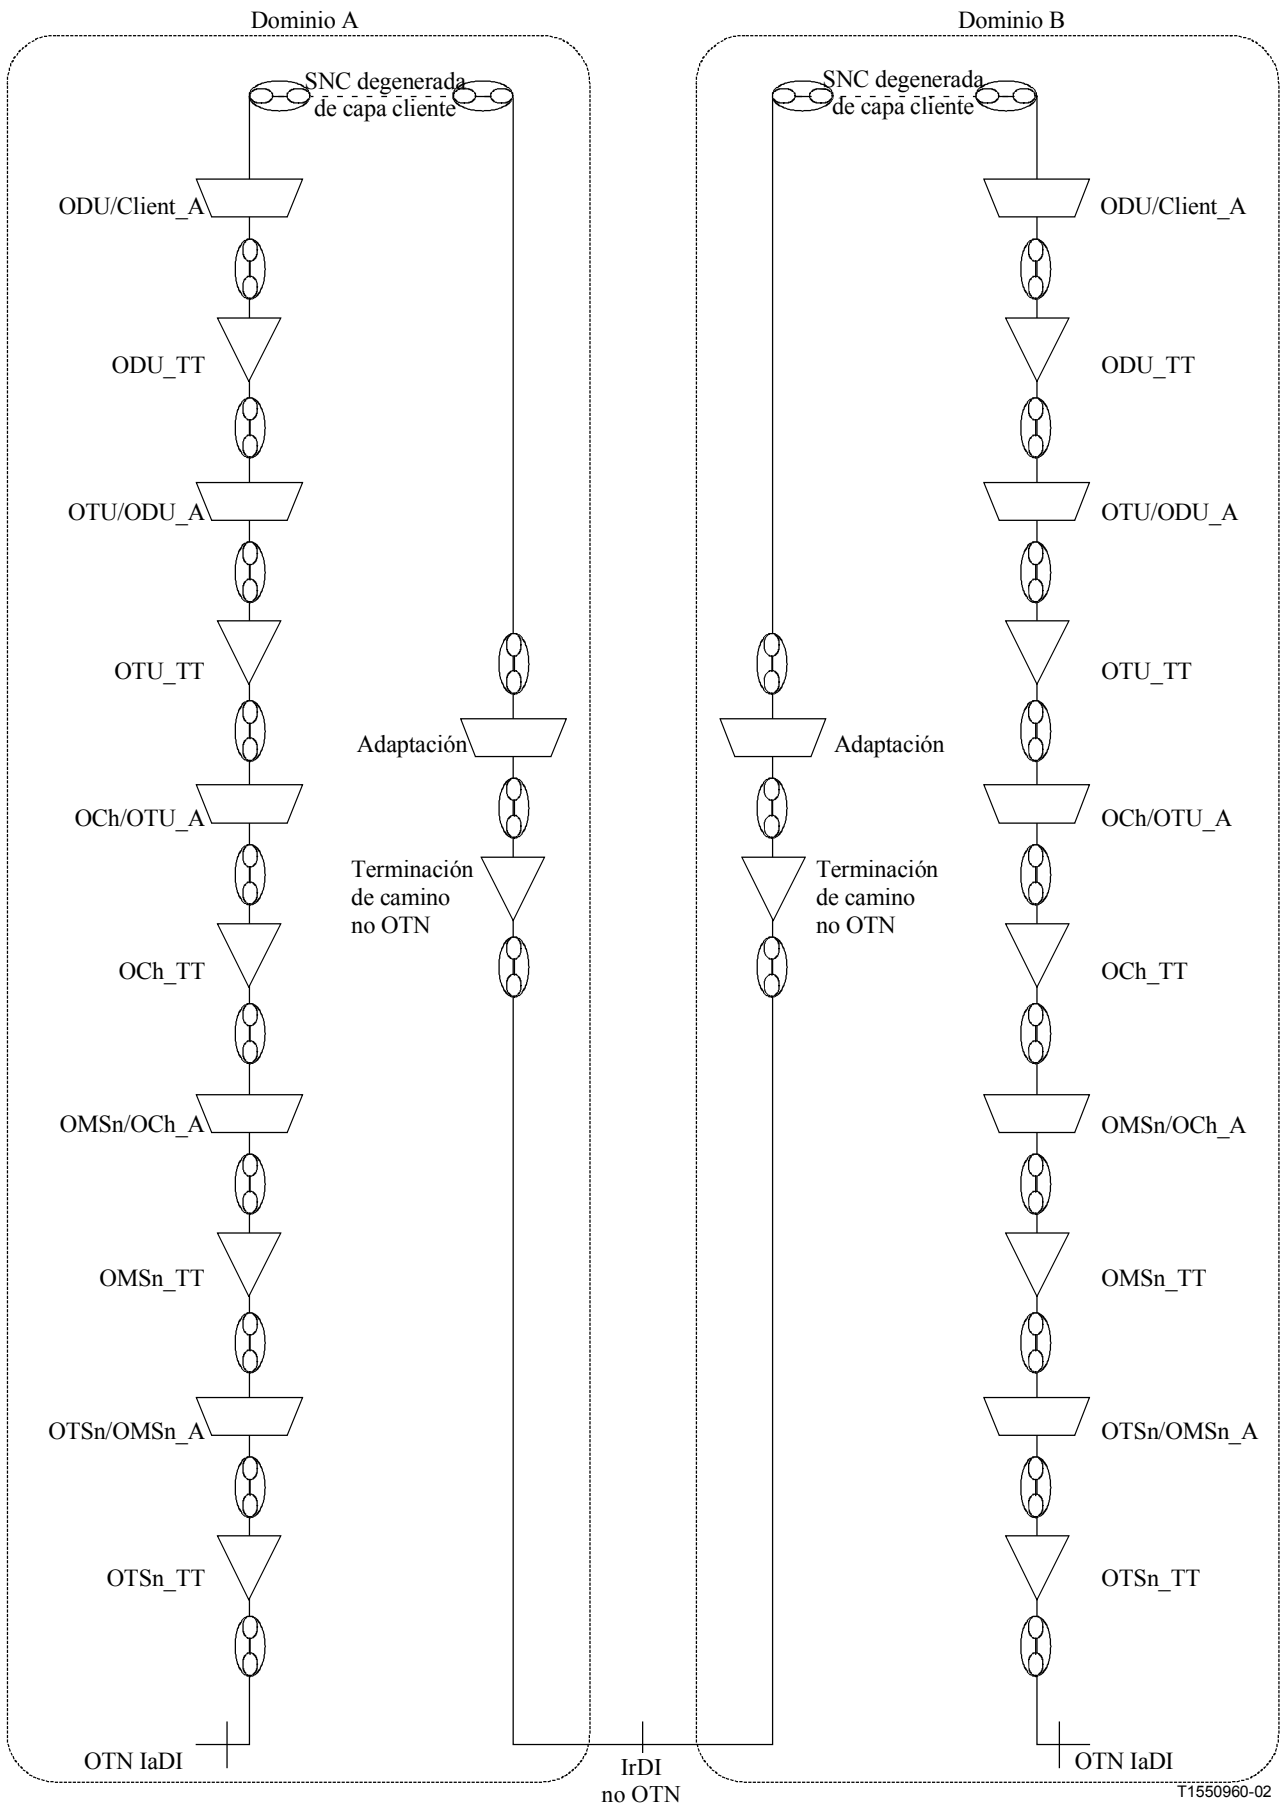 Dominio A
Dominio B
SNC degenerada
de capa cliente
SNC degenerada
de capa cliente
ODU/Client_A
ODU/Client_A
ODU_TT
ODU_TT
OTU/ODU_A
OTU/ODU_A
OTU_TT
OTU_TT
Adaptación
Adaptación
OCh/OTU_A
OCh/OTU_A
Terminación
de camino
no OTN
Terminación
de camino
no OTN
OCh_TT
OCh_TT
OMSn/OCh_A
OMSn/OCh_A
OMSn_TT
OMSn_TT
OTSn/OMSn_A
OTSn/OMSn_A
OTSn_TT
OTSn_TT
OTN IaDI
IrDI
no OTN
OTN IaDI
T1550960-02